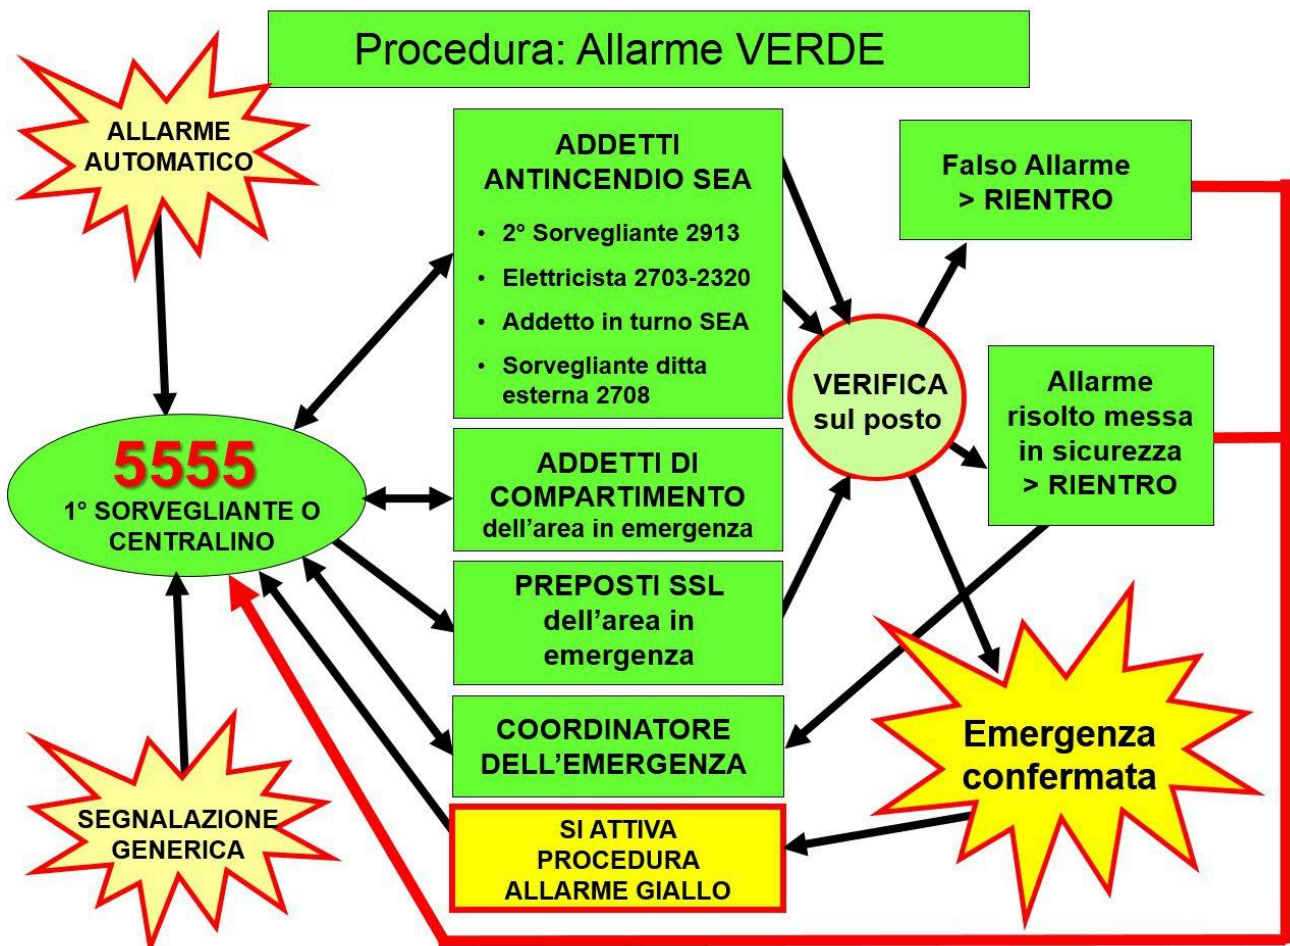 Procedura: Allarme VERDE
ALLARME
AUTOMATICO
ADDETTI
ANTINCENDIO SEA
• 2° Sorvegliante 2913
• Elettricista 2703-2320
• Addetto in turno SEA
• Sorvegliante ditta
esterna 2708
Falso Allarme
> RIENTRO
VERIFICA
sul posto
Allarme
risolto messa
in sicurezza
> RIENTRO
5555
1° SORVEGLIANTE O
CENTRALINO
ADDETTI DI
COMPARTIMENTO
dell’area in emergenza
PREPOSTI SSL
dell’area in
emergenza
COORDINATORE
DELL’EMERGENZA
Emergenza
confermata
SEGNALAZIONE
GENERICA
SI ATTIVA
PROCEDURA
ALLARME GIALLO